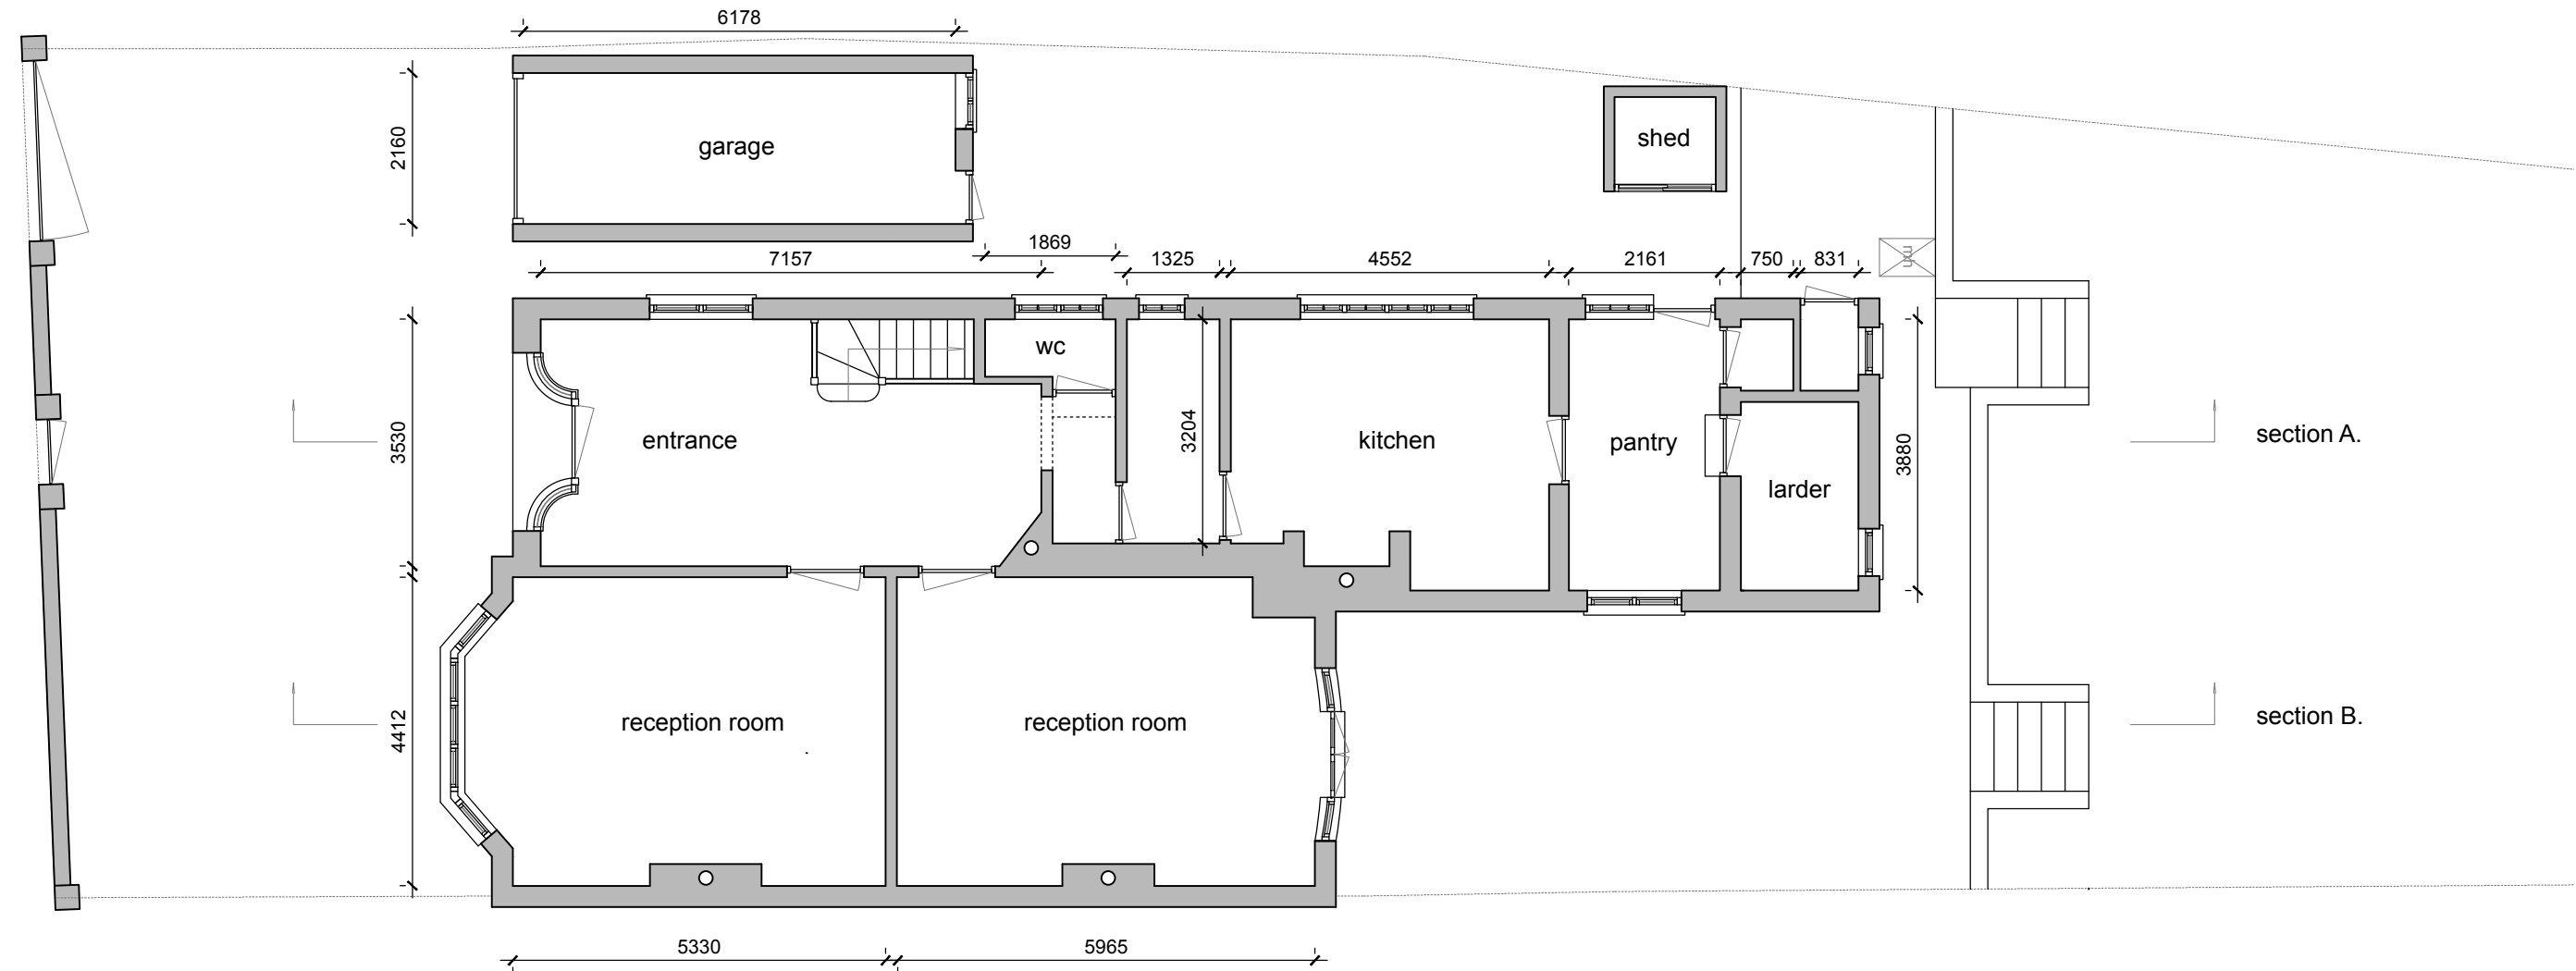 6178
2160
garage
shed
1869
7157
1325
4552
2161
750
831
mh
wc
3530
entrance
3204
kitchen
pantry
larder
3880
section A.
4412
reception room
reception room
section B.
5330
5965